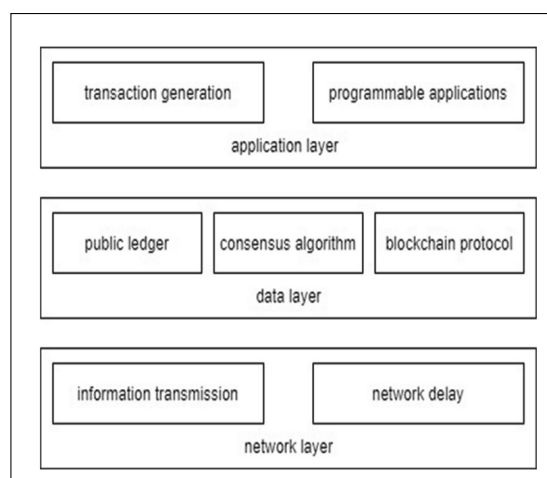 transaction generation
programmable applications
application layer
public ledger
consensus algorithm
blockchain protocol
data layer
information transmission
network delay
network layer